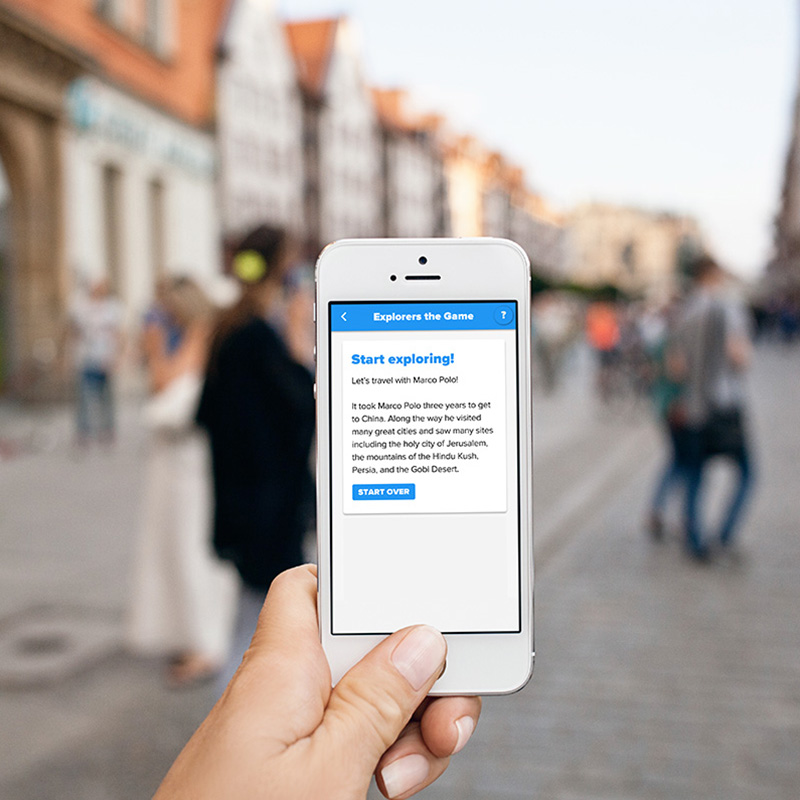 Explorers the Game ?
Start exploring!
Let's travel with Marco Polo!
It took Marco Polo three years to get
to China. Along the way he visited
many great cities and saw many sites
including the holy city of Jerusalem,
the mountains of the Hindu Kush,
Persia, and the Gobi Desert.
START OVER